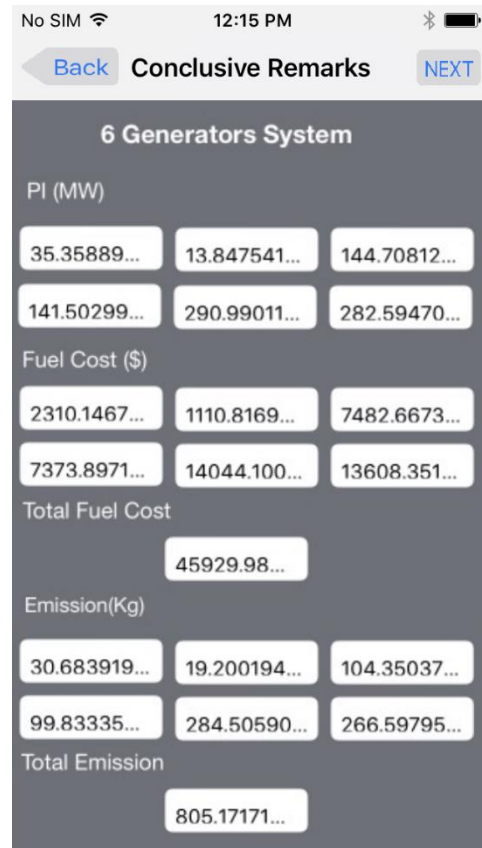 No SIM 12:15 PM
Back Conclusive Remarks NEXT
6 Generators System
PI (MW)
35.35889... 13.847541... 144.70812...
141.50299... 290.99011... 282.59470...
Fuel Cost ($)
2310.1467... 1110.8169... 7482.6673...
7373.8971... 14044.100... 13608.351...
Total Fuel Cost
45929.98...
Emission(Kg)
30.683919... 19.200194... 104.35037...
99.83335... 284.50590... 266.59795...
Total Emission
805.17171...